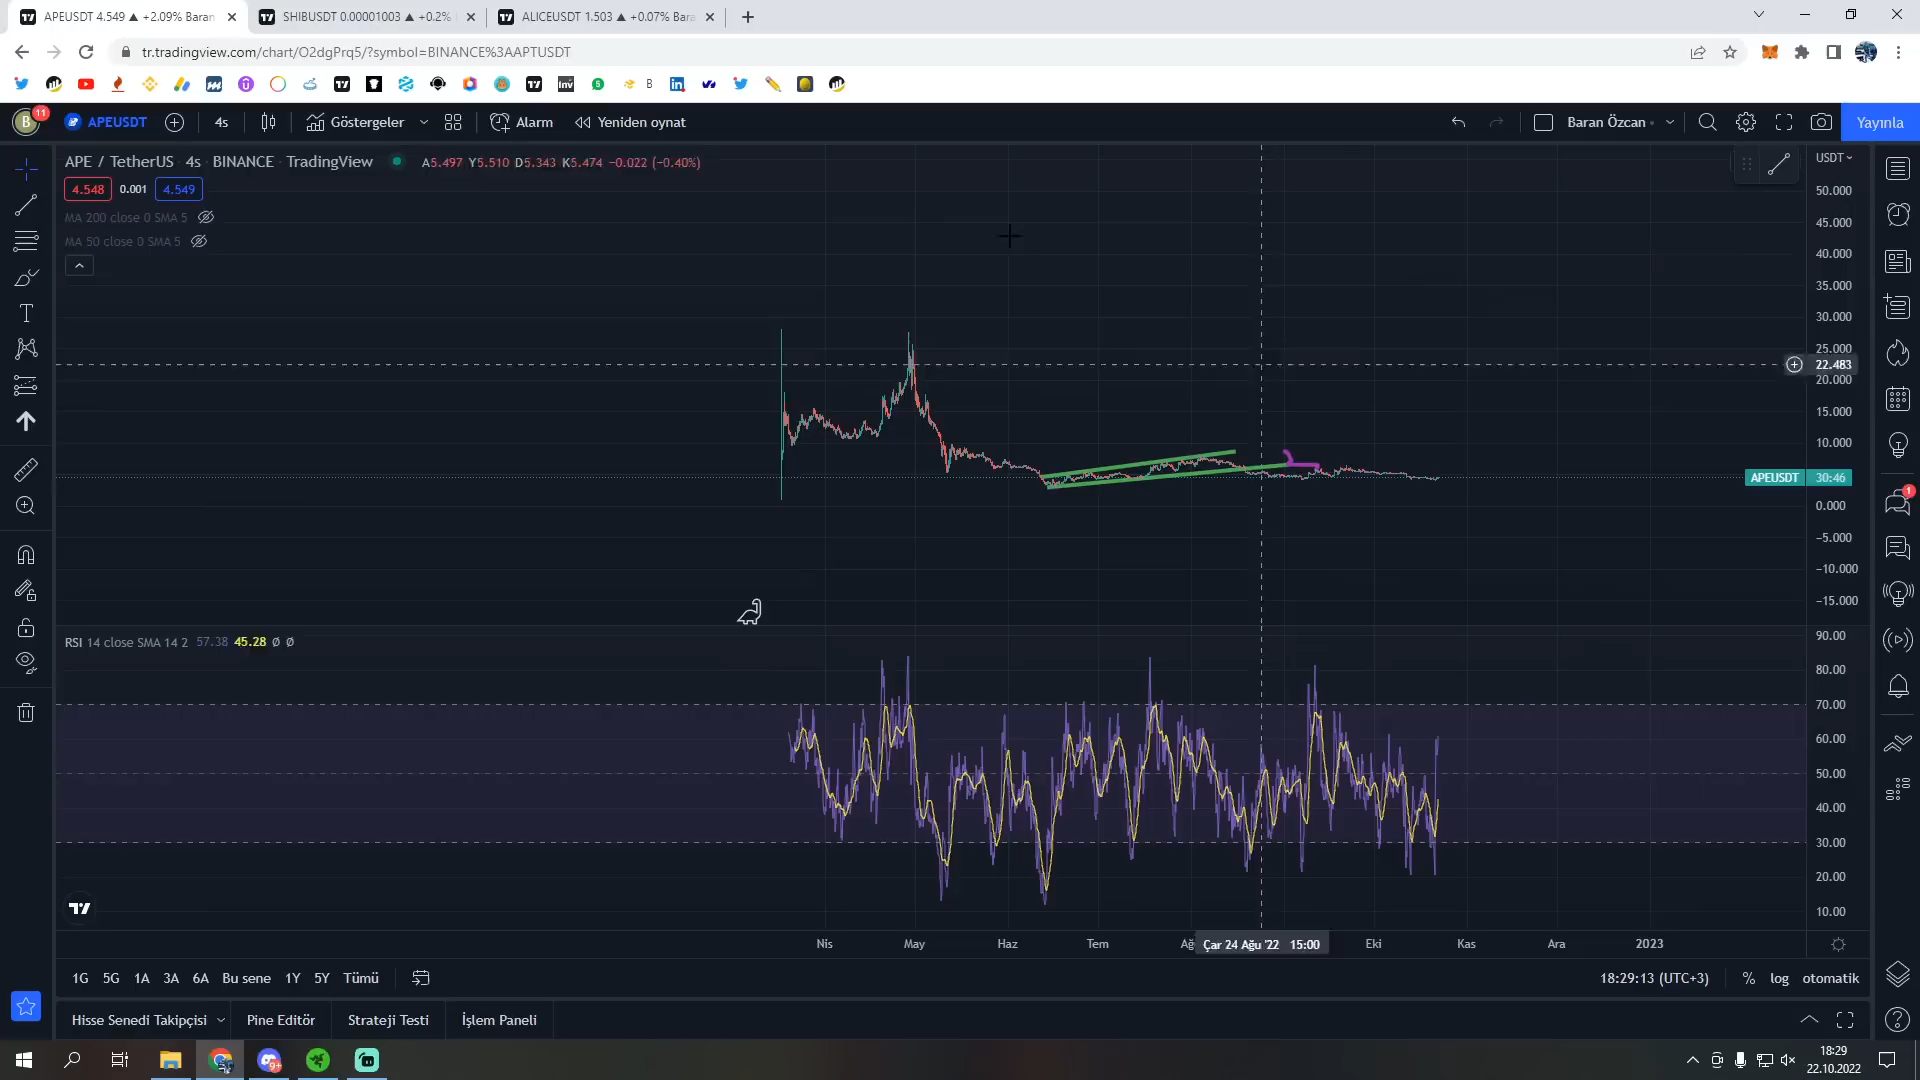 APEUSDT 4.549 ▲ +2.09% Baran
SHIBUSDT 0.00001003 ▲ +0.2%
ALICEUSDT 1.503 ▲ +0.07% Bara
tr.tradingview.com/chart/O2dgPrq5/?symbol=BINANCE%3AAPTUSDT
B
B 11
APEUSDT
4s
Göstergeler
Alarm
Yeniden oynat
Baran Özcan
Yayınla
APE / TetherUS · 4s · BINANCE · TradingView
A5.497 Y5.510 D5.343 K5.474 −0.022 (−0.40%)
USDT
4.548 0.001 4.549
MA 200 close 0 SMA 5
MA 50 close 0 SMA 5
50.000
45.000
40.000
35.000
30.000
25.000
22.483
20.000
15.000
10.000
APEUSDT 30:46
0.000
−5.000
−10.000
−15.000
RSI 14 close SMA 14 2 57.38 45.28 ∅ ∅
90.00
80.00
70.00
60.00
50.00
40.00
30.00
20.00
10.00
Nis May Haz Tem Ağ Çar 24 Ağu '22 15:00 Eki Kas Ara 2023
1G 5G 1A 3A 6A Bu sene 1Y 5Y Tümü
18:29:13 (UTC+3) % log otomatik
Hisse Senedi Takipçisi Pine Editör Strateji Testi İşlem Paneli
18:29
22.10.2022